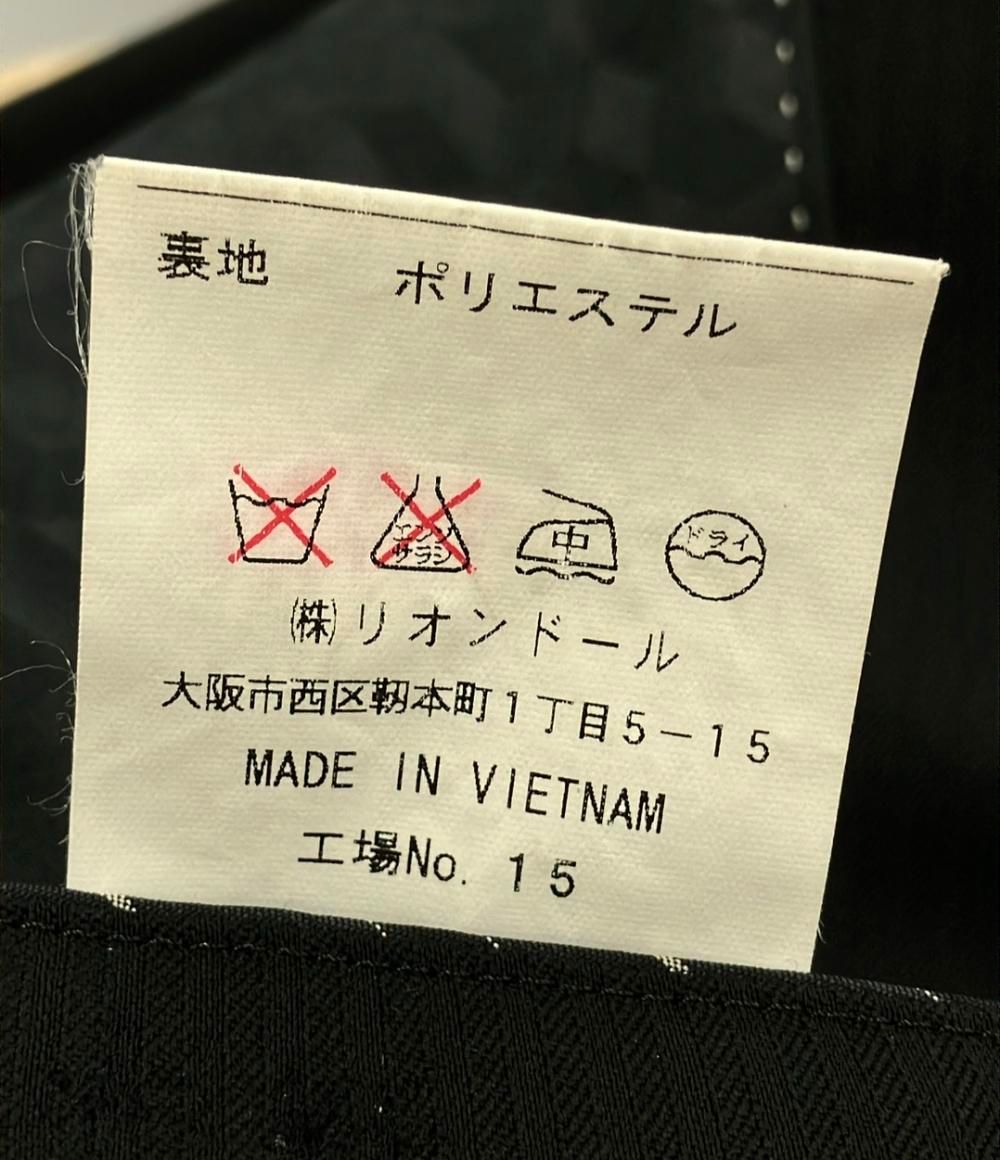 表地 ポリエステル
エンソ サラシ 中 ドライ
㈱リオンドール
大阪市西区靭本町1丁目5-15
MADE IN VIETNAM
工場No. 15